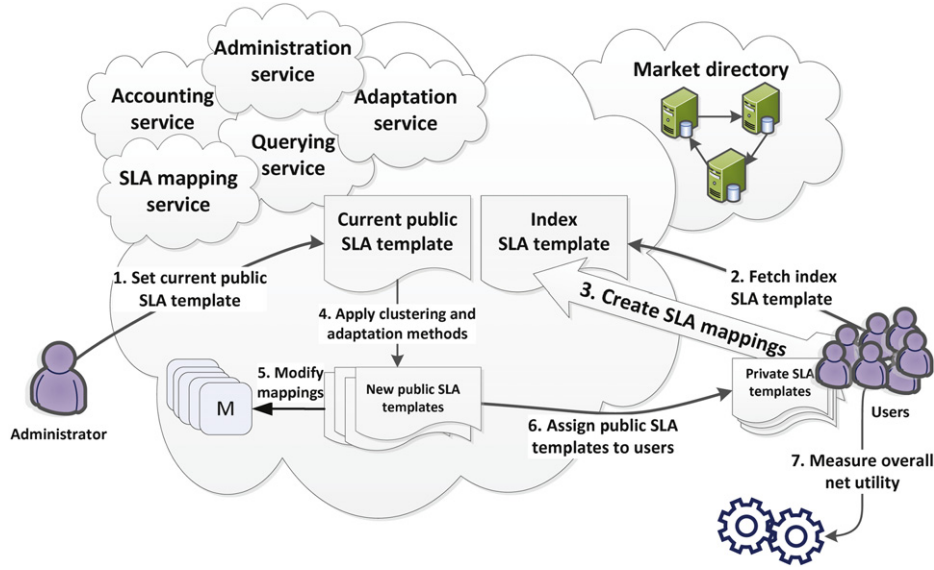 Administration
service
Accounting
service
Adaptation
service
Querying
service
SLA mapping
service
Market directory
Current public
SLA template
Index
SLA template
1. Set current public
SLA template
2. Fetch index
SLA template
3. Create SLA mappings
4. Apply clustering and
adaptation methods
5. Modify
mappings
M
New public SLA
templates
Private SLA
templates
6. Assign public SLA
templates to users
Administrator
Users
7. Measure overall
net utility